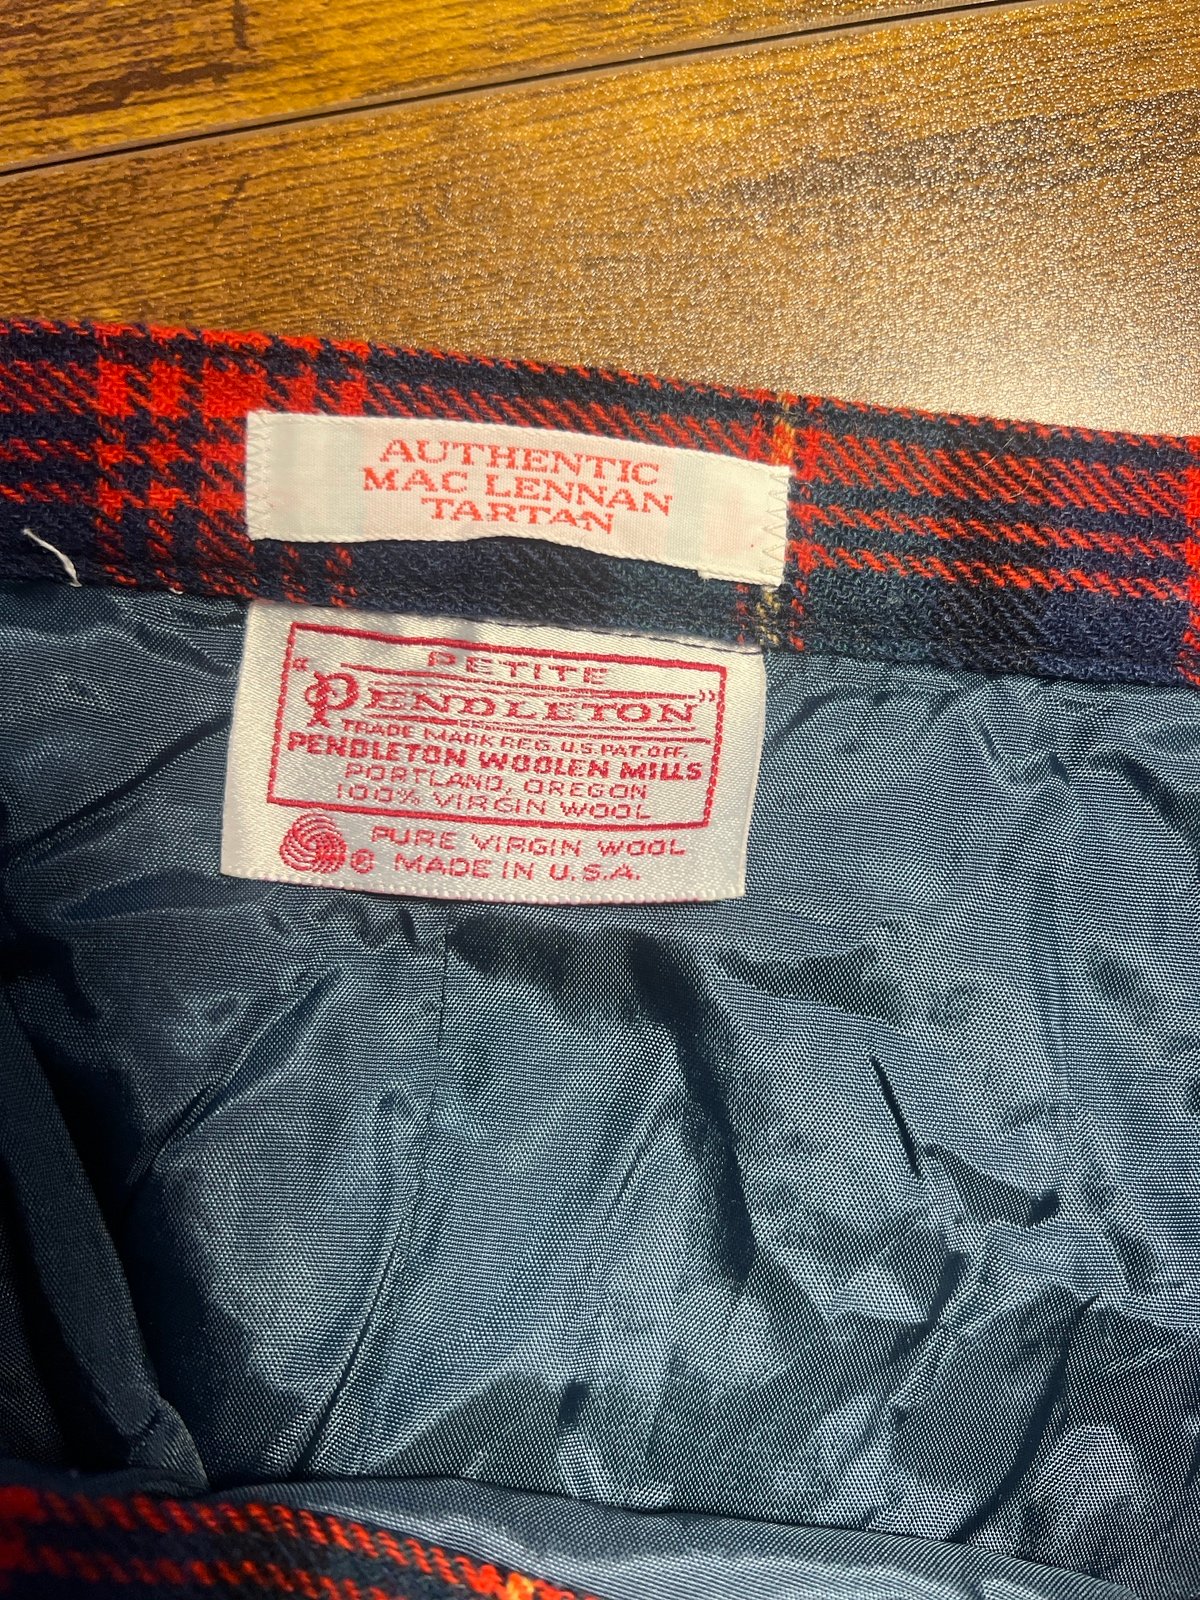 AUTHENTIC
MAC LENNAN
TARTAN
PETITE
"PENDLETON"
TRADE MARK REG. U.S. PAT. OFF.
PENDLETON WOOLEN MILLS
PORTLAND, OREGON
100% VIRGIN WOOL
® PURE VIRGIN WOOL
MADE IN U.S.A.